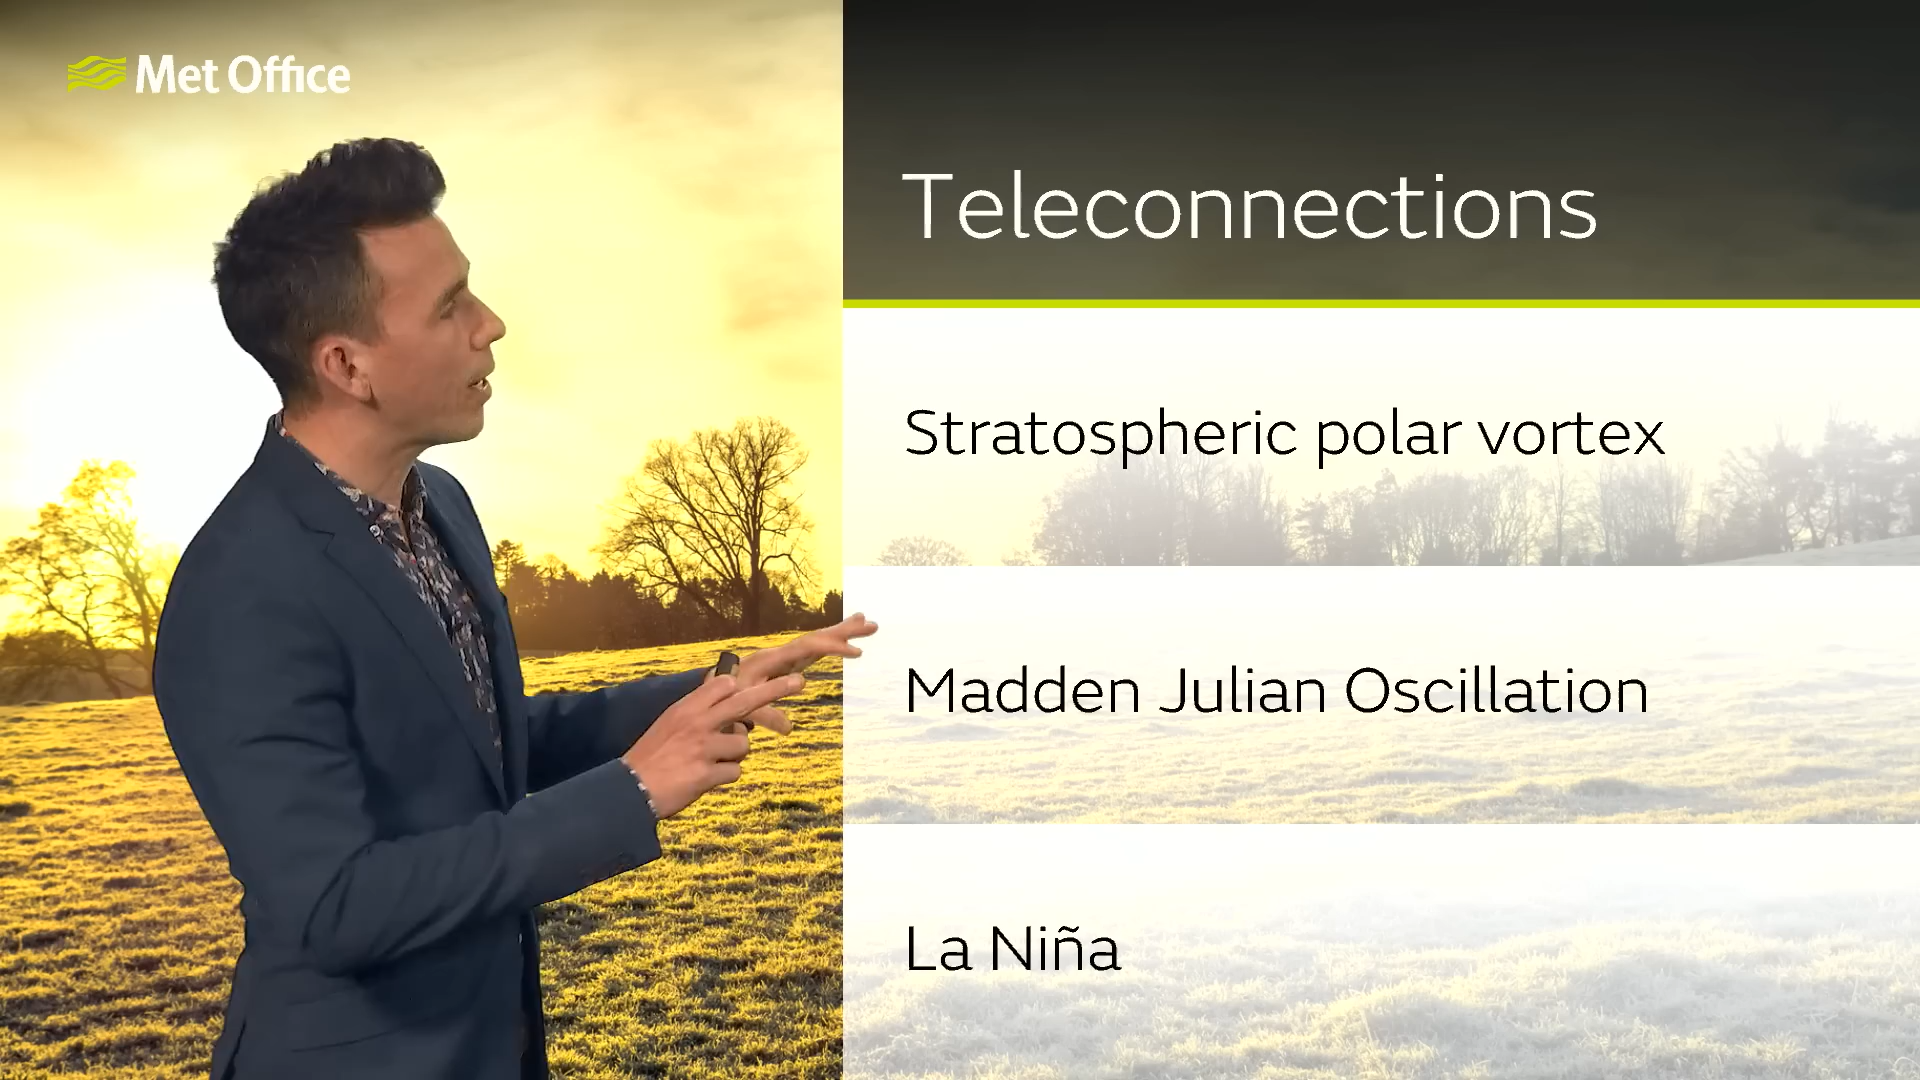 Met Office
Teleconnections
Stratospheric polar vortex
Madden Julian Oscillation
La Niña